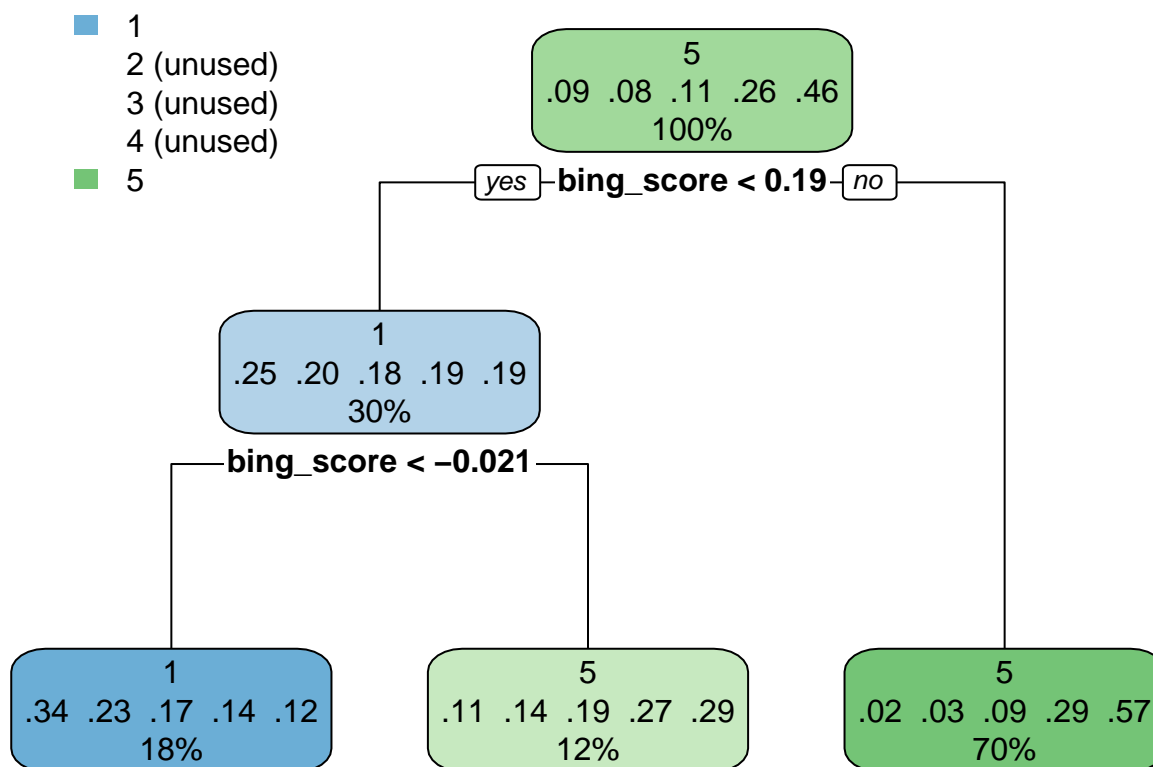 1
2 (unused)
3 (unused)
4 (unused)
5
5
.09 .08 .11 .26 .46
100%
yes bing_score < 0.19 no
1
.25 .20 .18 .19 .19
30%
bing_score < −0.021
1
.34 .23 .17 .14 .12
18%
5
.11 .14 .19 .27 .29
12%
5
.02 .03 .09 .29 .57
70%